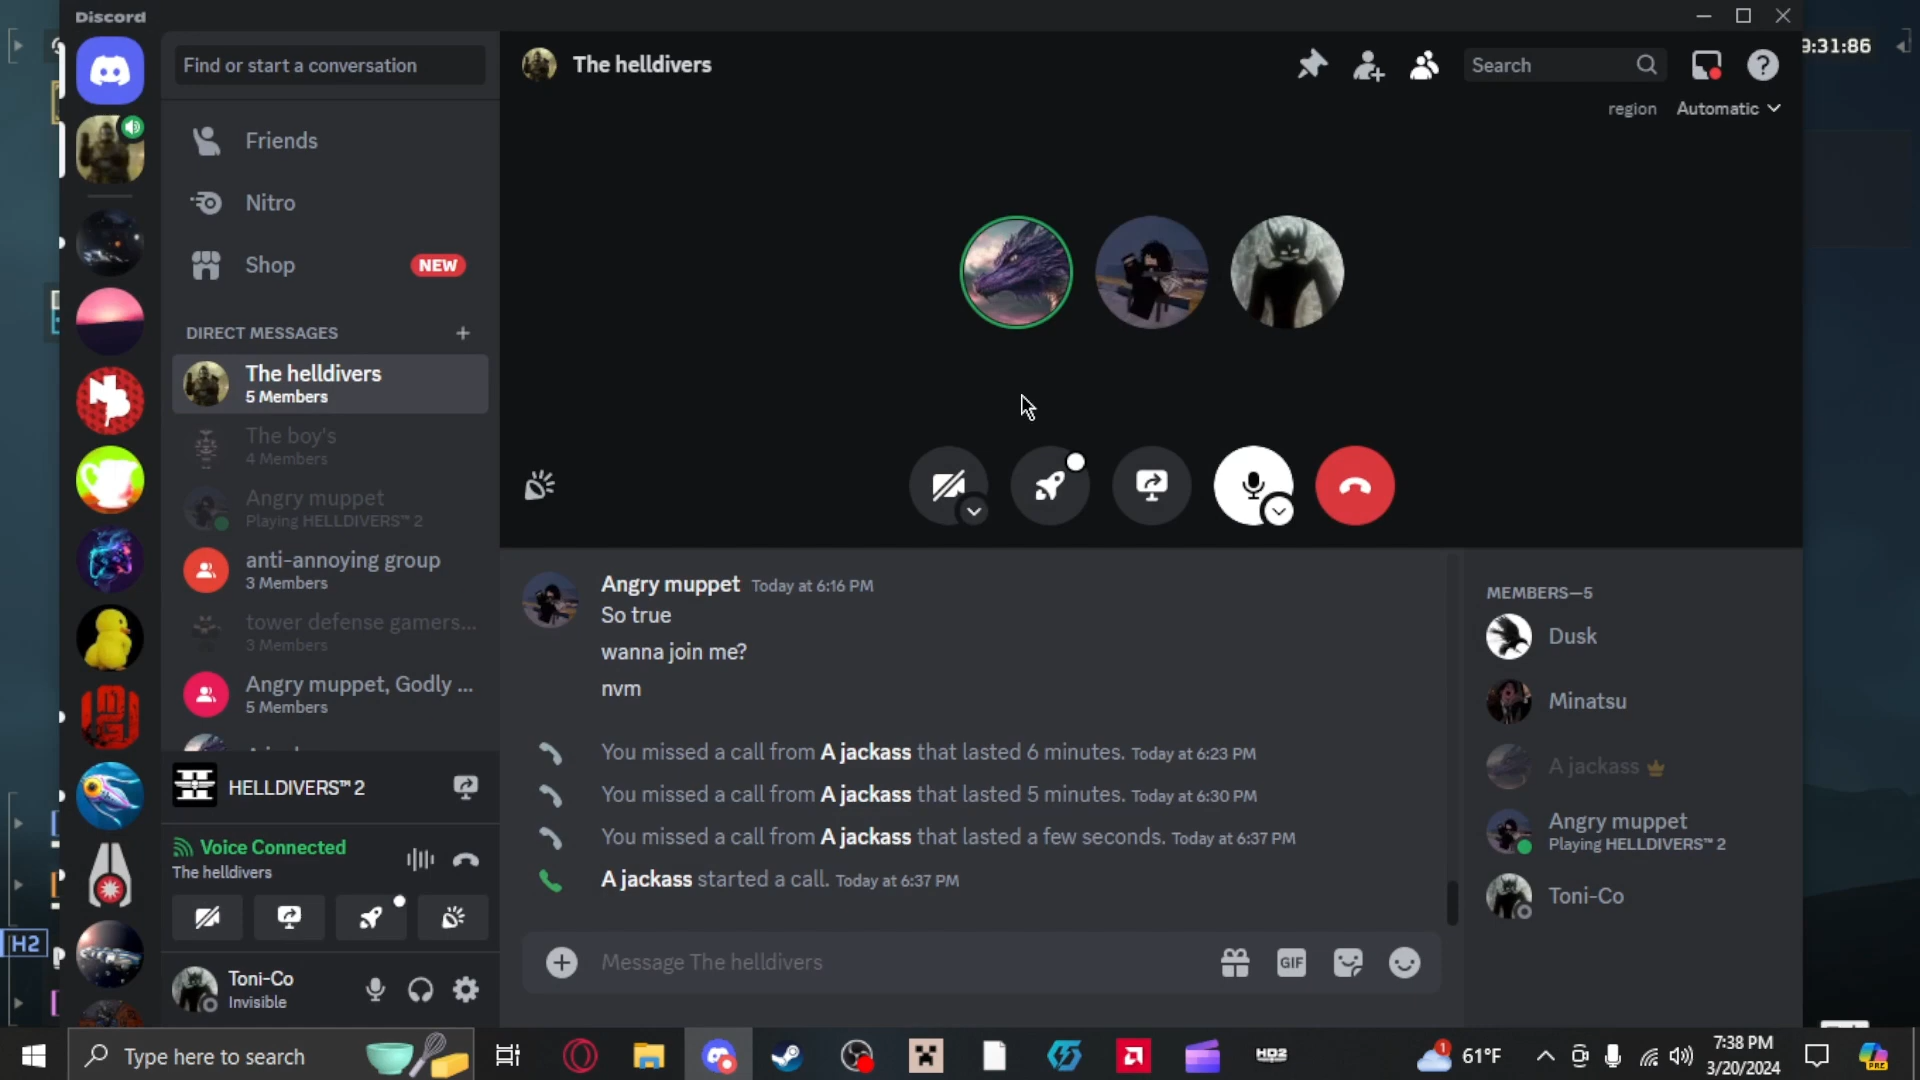 Discord
Find or start a conversation
The helldivers
Search
9:31:86
region Automatic
Friends
Nitro
Shop NEW
DIRECT MESSAGES
The helldivers
5 Members
The boy's
4 Members
Angry muppet
Playing HELLDIVERS™ 2
anti-annoying group
3 Members
tower defense gamers...
3 Members
Angry muppet, Godly ...
5 Members
HELLDIVERS™ 2
Voice Connected
The helldivers
Toni-Co
Invisible
H2
Angry muppet Today at 6:16 PM
So true
wanna join me?
nvm
You missed a call from A jackass that lasted 6 minutes. Today at 6:23 PM
You missed a call from A jackass that lasted 5 minutes. Today at 6:30 PM
You missed a call from A jackass that lasted a few seconds. Today at 6:37 PM
A jackass started a call. Today at 6:37 PM
Message The helldivers
GIF
MEMBERS—5
Dusk
Minatsu
A jackass
Angry muppet
Playing HELLDIVERS™ 2
Toni-Co
Type here to search
HD2
1
61°F
7:38 PM
3/20/2024
PRE